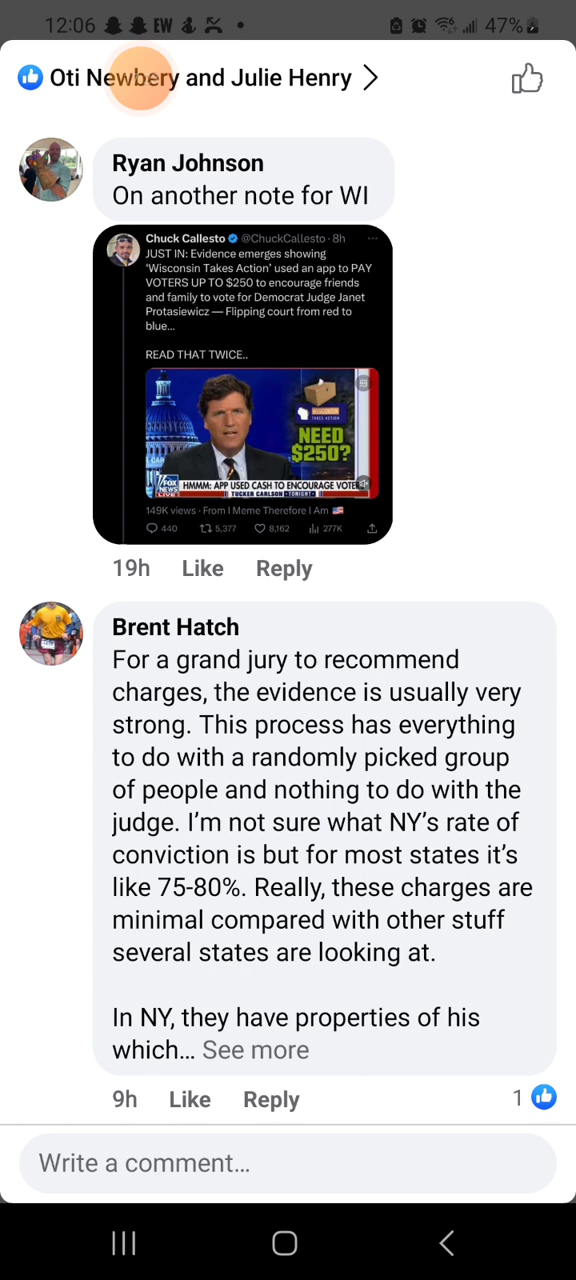 12:06
EW
47%
Oti Newbery and Julie Henry
Ryan Johnson
On another note for WI
Chuck Callesto @ChuckCallesto · 8h
JUST IN: Evidence emerges showing
'Wisconsin Takes Action' used an app to PAY
VOTERS UP TO $250 to encourage friends
and family to vote for Democrat Judge Janet
Protasiewicz — Flipping court from red to
blue...
READ THAT TWICE..
WISCONSIN
TAKES ACTION
NEED
$250?
FOX
NEWS
LIVE
HMMM: APP USED CASH TO ENCOURAGE VOTE
TUCKER CARLSON TONIGHT
149K views · From I Meme Therefore I Am 🇺🇸
440
5,377
8,162
277K
19h
Like
Reply
Brent Hatch
For a grand jury to recommend
charges, the evidence is usually very
strong. This process has everything
to do with a randomly picked group
of people and nothing to do with the
judge. I'm not sure what NY's rate of
conviction is but for most states it's
like 75-80%. Really, these charges are
minimal compared with other stuff
several states are looking at.
In NY, they have properties of his
which... See more
9h
Like
Reply
1
Write a comment...